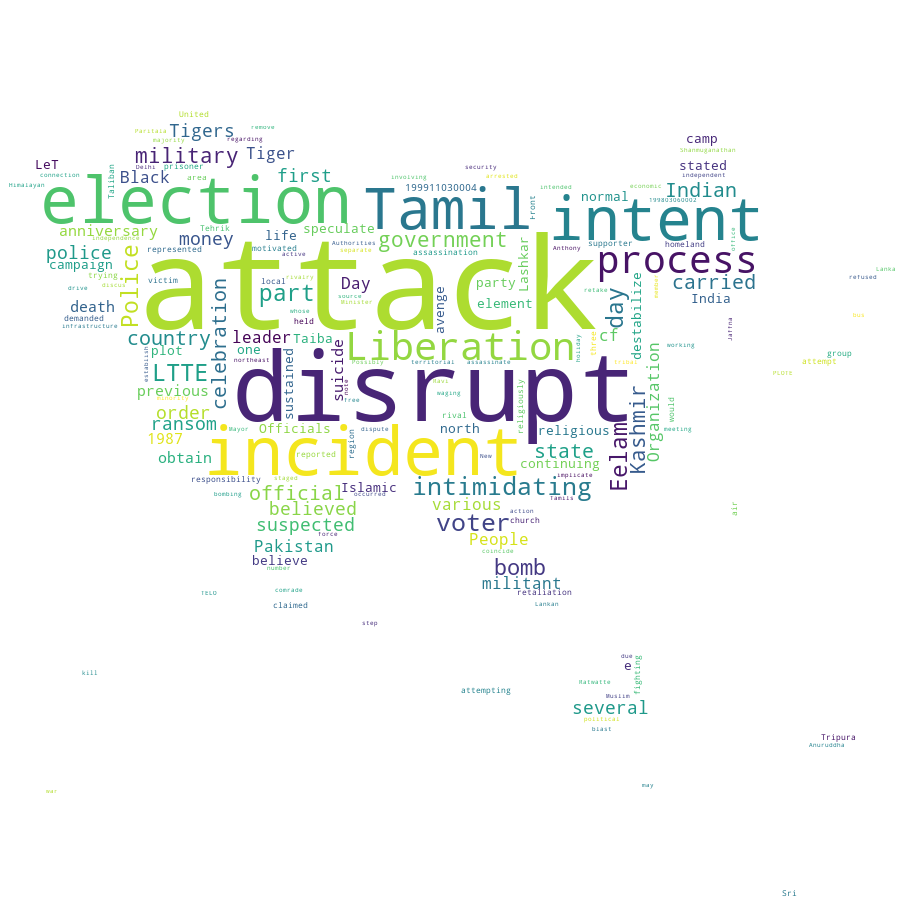 United
Paritala
Tigers
remove
majority
regarding
military
Tiger
camp
Shanmuganathan
LeT
Delhi
prisoner
first
security
stated
independent
connection
Himalayan
Black
Taliban
area
involving
arrested
199911030004
intended
economic
normal
Indian
199803060002
election
Tamil
Front
intent
anniversary
Tehrik
speculate
independence
money
life
government
police
represented
motivated
active
Authorities
separate
assassination
Anthony
supporter
homeland
office
process
campaign
trying
discus
Police
local
rivalry
attack
Lashkar
Lanka
refused
drive
victim
Day
source
Minister
party
retake
carried
India
death
demanded
infrastructure
celebration
part
whose
held
avenge
element
day
destabilize
bus
country
leader
Taiba
Liberation
three
cf
Jaffna
plot
one
northeast
suicide
holiday
working
group
establish
LTTE
sustained
Possibly
territorial
assassinate
tribal
attempt
previous
note
free
Ravi
waging
disrupt
religiously
Organization
PLOTE
order
ransom
rival
would
1987
Mayor
Officials
dispute
north
religious
Kashmir
meeting
obtain
incident
reported
region
New
state
continuing
Eelam
responsibility
staged
implicate
bombing
official
Islamic
occurred
intimidating
Tamils
believed
various
action
air
suspected
force
voter
church
People
Pakistan
coincide
believe
number
bomb
militant
TELO
comrade
retaliation
claimed
Lankan
step
due
e
fighting
kill
Ratwatte
attempting
Muslim
several
political
blast
Tripura
Anuruddha
may
war
Sri